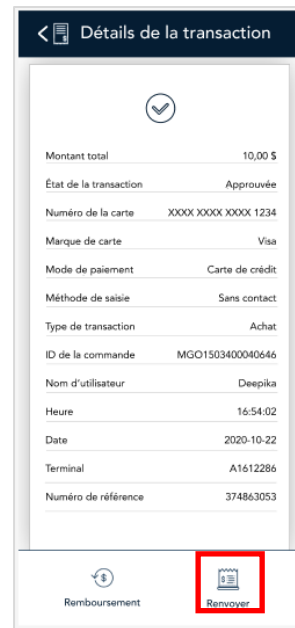 Détails de la transaction
Montant total 10,00 $
État de la transaction Approuvée
Numéro de la carte XXXX XXXX XXXX 1234
Marque de carte Visa
Mode de paiement Carte de crédit
Méthode de saisie Sans contact
Type de transaction Achat
ID de la commande MGO1503400040646
Nom d'utilisateur Deepika
Heure 16:54:02
Date 2020-10-22
Terminal A1612286
Numéro de référence 374863053
Remboursement Renvoyer